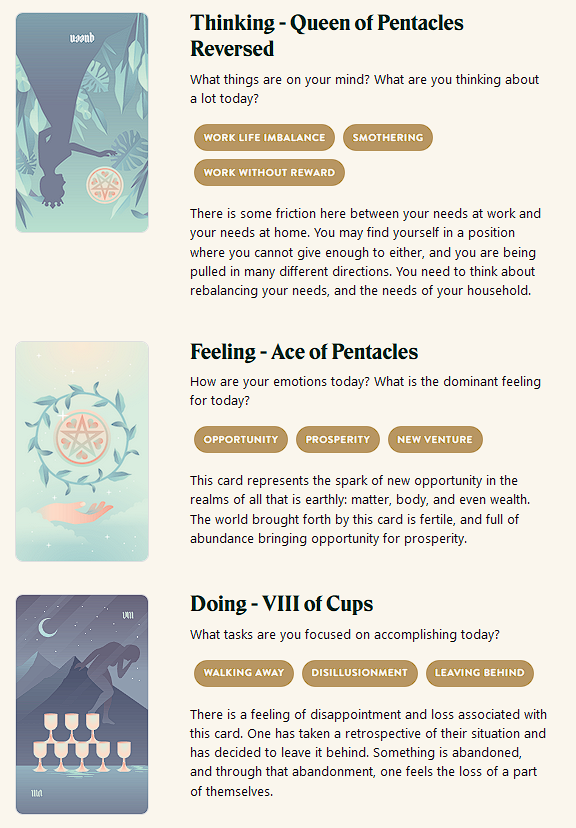 queen
Thinking - Queen of Pentacles
Reversed
What things are on your mind? What are you thinking about
a lot today?
WORK LIFE IMBALANCE
SMOTHERING
WORK WITHOUT REWARD
There is some friction here between your needs at work and
your needs at home. You may find yourself in a position
where you cannot give enough to either, and you are being
pulled in many different directions. You need to think about
rebalancing your needs, and the needs of your household.
Feeling - Ace of Pentacles
How are your emotions today? What is the dominant feeling
for today?
OPPORTUNITY
PROSPERITY
NEW VENTURE
This card represents the spark of new opportunity in the
realms of all that is earthly: matter, body, and even wealth.
The world brought forth by this card is fertile, and full of
abundance bringing opportunity for prosperity.
VIII
Doing - VIII of Cups
What tasks are you focused on accomplishing today?
WALKING AWAY
DISILLUSIONMENT
LEAVING BEHIND
There is a feeling of disappointment and loss associated with
this card. One has taken a retrospective of their situation and
has decided to leave it behind. Something is abandoned,
and through that abandonment, one feels the loss of a part
of themselves.
VIII